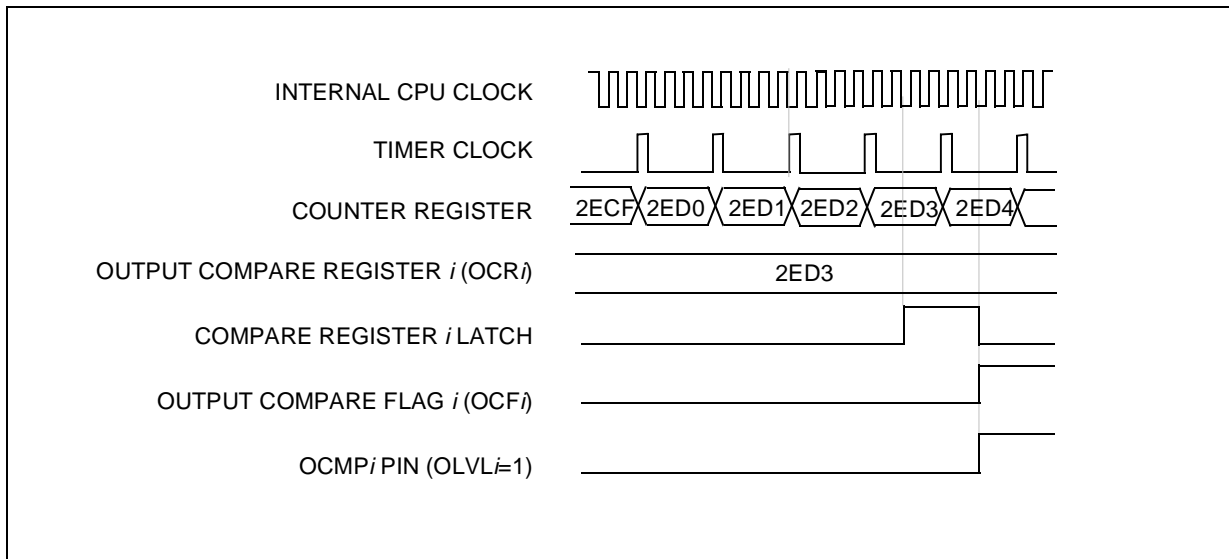 INTERNAL CPU CLOCK
TIMER CLOCK
COUNTER REGISTER
2ECF 2ED0 2ED1 2ED2 2ED3 2ED4
OUTPUT COMPARE REGISTER i (OCRi)
2ED3
COMPARE REGISTER i LATCH
OUTPUT COMPARE FLAG i (OCFi)
OCMPi PIN (OLVLi=1)